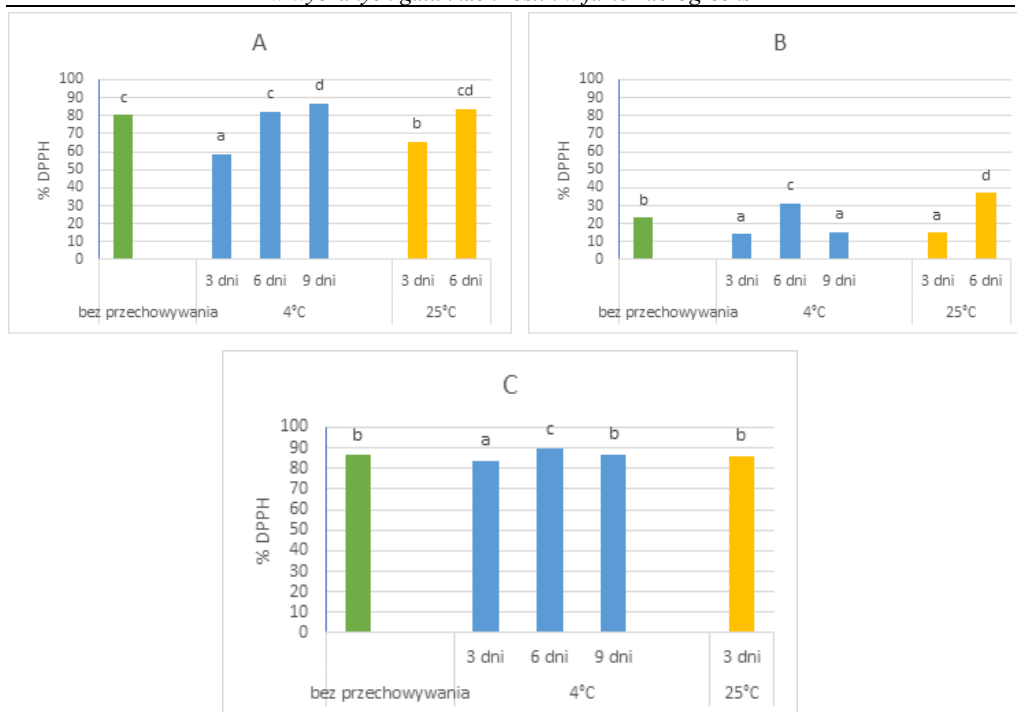 A
% DPPH
100
90
80
70
60
50
40
30
20
10
0
c
a
c
d
b
cd
3 dni 6 dni 9 dni 3 dni 6 dni
bez przechowywania 4°C 25°C
B
% DPPH
100
90
80
70
60
50
40
30
20
10
0
b
a
c
a
a
d
3 dni 6 dni 9 dni 3 dni 6 dni
bez przechowywania 4°C 25°C
C
% DPPH
100
90
80
70
60
50
40
30
20
10
0
b
a
c
b
b
3 dni 6 dni 9 dni 3 dni
bez przechowywania 4°C 25°C